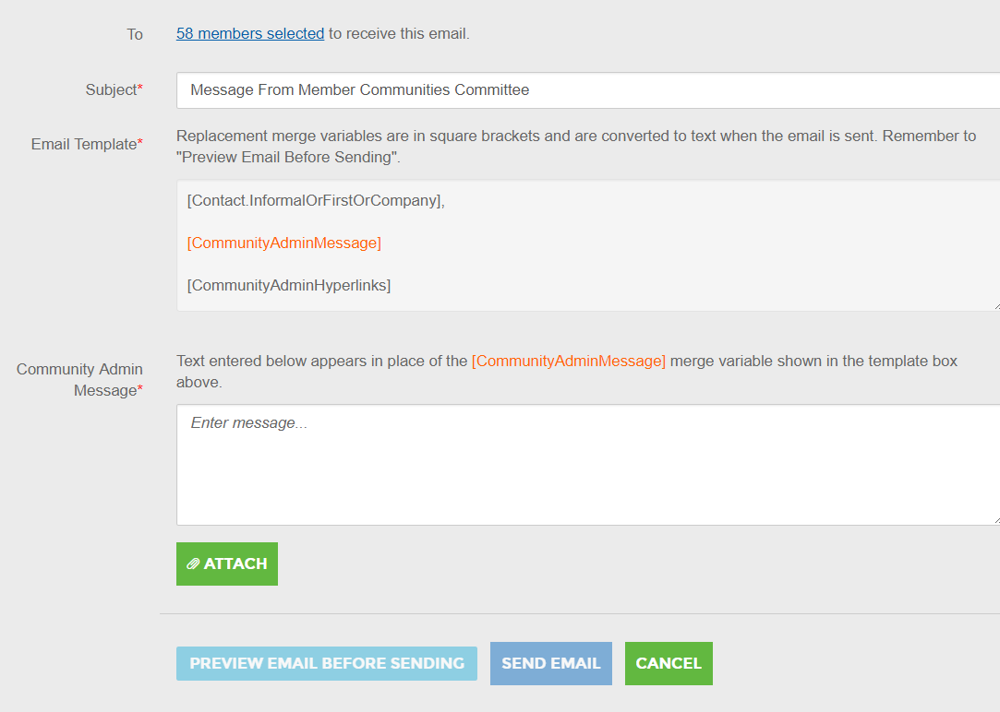 To
58 members selected to receive this email.
Subject*
Message From Member Communities Committee
Email Template*
Replacement merge variables are in square brackets and are converted to text when the email is sent. Remember to
"Preview Email Before Sending".
[Contact.InformalOrFirstOrCompany],
[CommunityAdminMessage]
[CommunityAdminHyperlinks]
Community Admin
Message*
Text entered below appears in place of the [CommunityAdminMessage] merge variable shown in the template box
above.
Enter message...
ATTACH
PREVIEW EMAIL BEFORE SENDING
SEND EMAIL
CANCEL